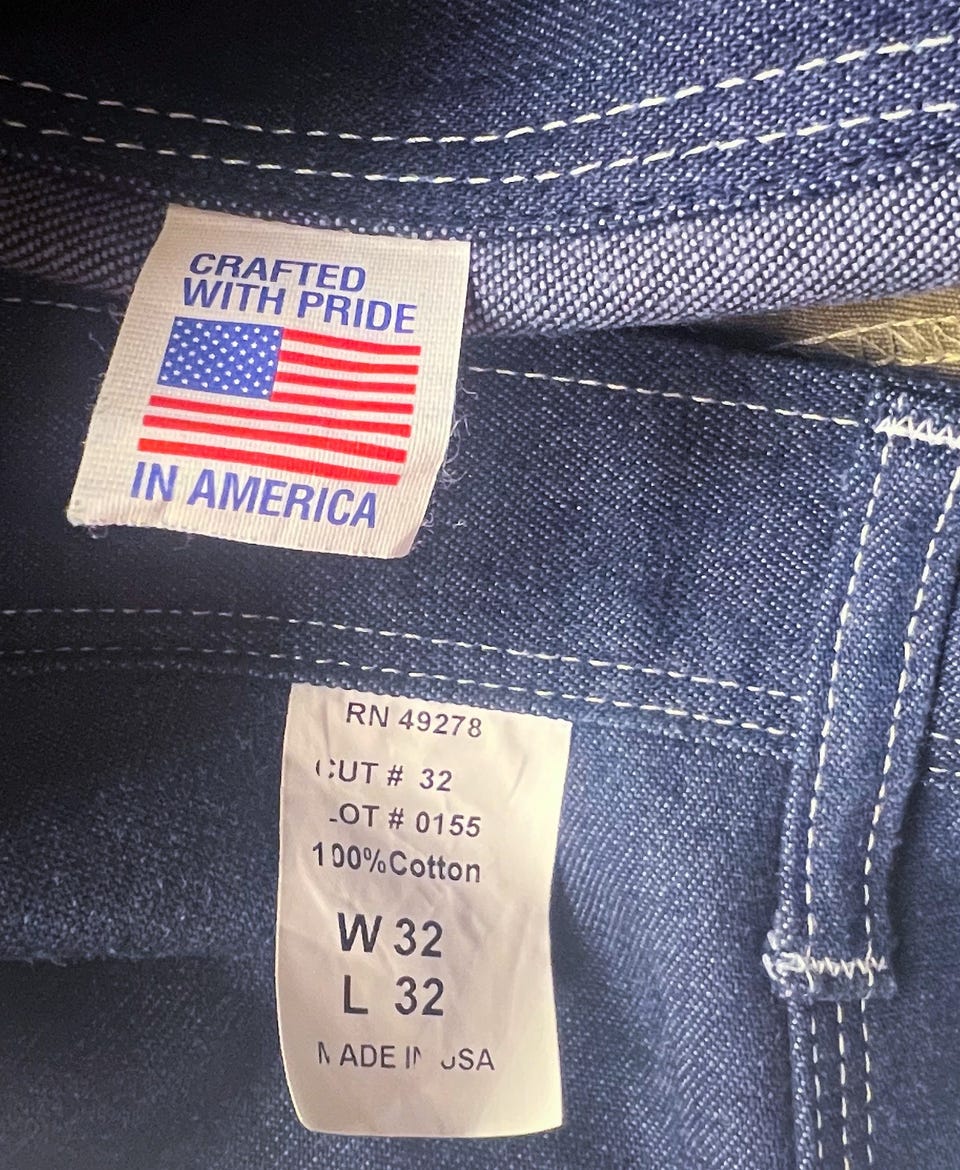 CRAFTED
WITH PRIDE
IN AMERICA
RN 49278
CUT # 32
LOT # 0155
100%Cotton
W 32
L 32
MADE IN USA